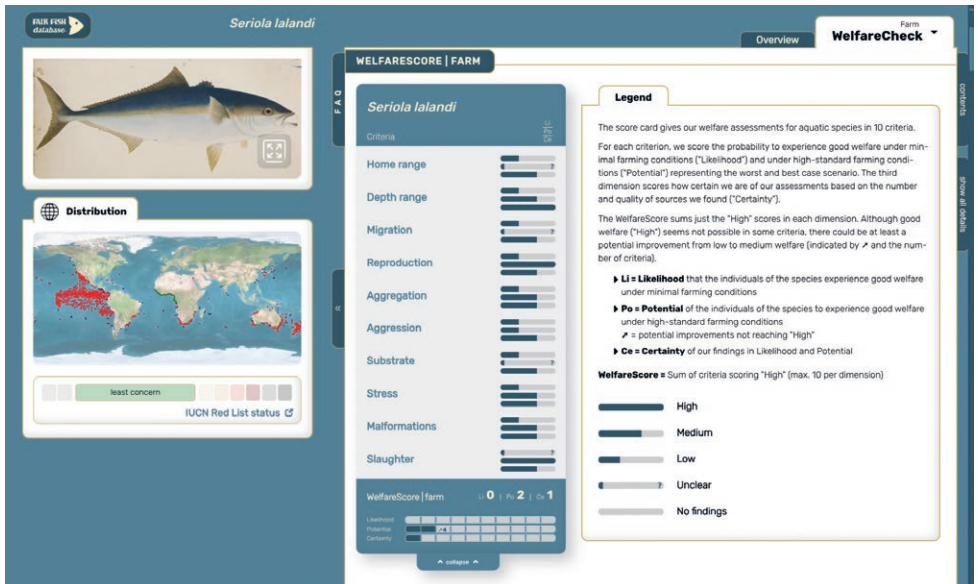 FAIR FISH
database
Seriola lalandi
Overview
Farm
WelfareCheck
Distribution
least concern
IUCN Red List status
FAQ
R
WELFARESCORE | FARM
Seriola lalandi
Criteria
Li
Po
Ce
Home range
?
Depth range
Migration
?
Reproduction
Aggregation
Aggression
Substrate
?
Stress
Malformations
Slaughter
?
WelfareScore | farm
Li 0 | Po 2 | Ce 1
Likelihood
Potential
Certainty
collapse
Legend
The score card gives our welfare assessments for aquatic species in 10 criteria.
For each criterion, we score the probability to experience good welfare under min-
imal farming conditions ("Likelihood") and under high-standard farming condi-
tions ("Potential") representing the worst and best case scenario. The third
dimension scores how certain we are of our assessments based on the number
and quality of sources we found ("Certainty").
The WelfareScore sums just the "High" scores in each dimension. Although good
welfare ("High") seems not possible in some criteria, there could be at least a
potential improvement from low to medium welfare (indicated by ➚ and the num-
ber of criteria).
Li = Likelihood that the individuals of the species experience good welfare
under minimal farming conditions
Po = Potential of the individuals of the species to experience good welfare
under high-standard farming conditions
➚ = potential improvements not reaching "High"
Ce = Certainty of our findings in Likelihood and Potential
WelfareScore = Sum of criteria scoring "High" (max. 10 per dimension)
High
Medium
Low
? Unclear
No findings
contents
show all details